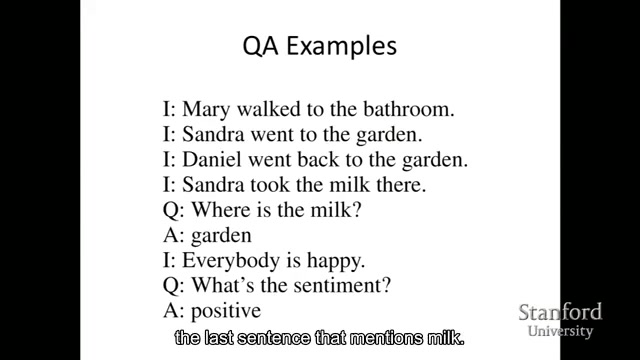 QA Examples
I: Mary walked to the bathroom.
I: Sandra went to the garden.
I: Daniel went back to the garden.
I: Sandra took the milk there.
Q: Where is the milk?
A: garden
I: Everybody is happy.
Q: What's the sentiment?
A: positive
Stanford
University
the last sentence that mentions milk.